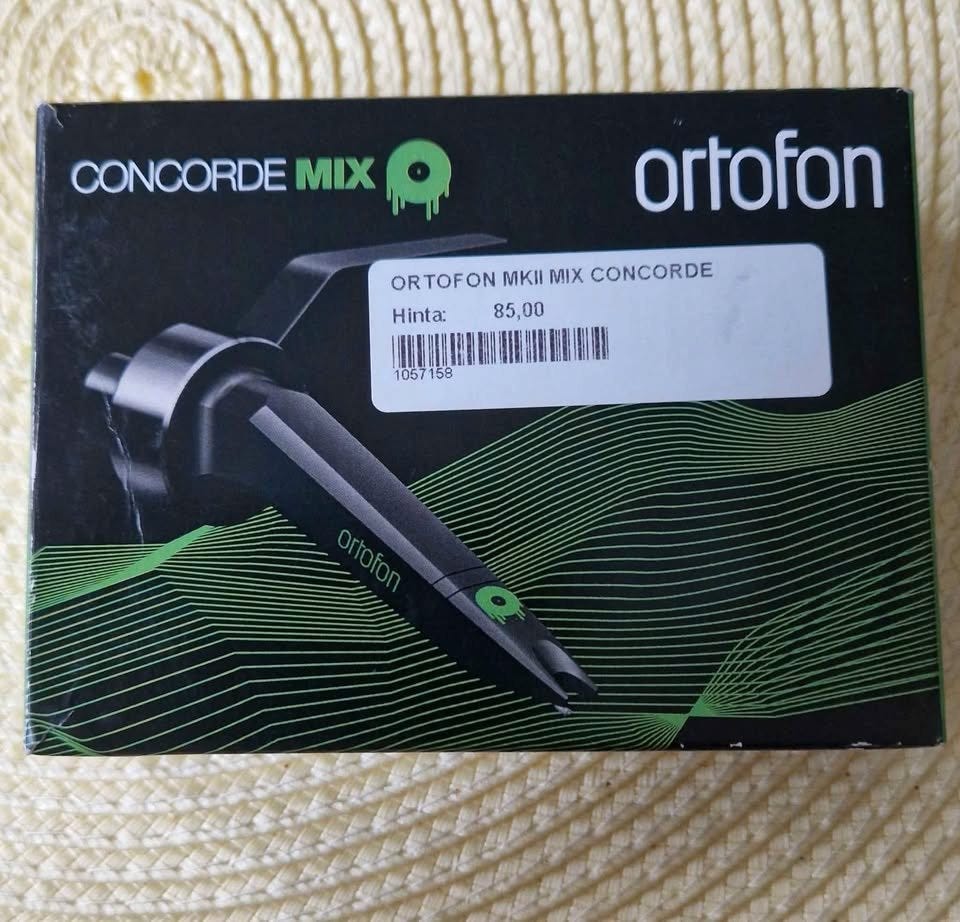 CONCORDE MIX
ortofon
ORTOFON MKII MIX CONCORDE
Hinta: 85,00
1057158
ortofon